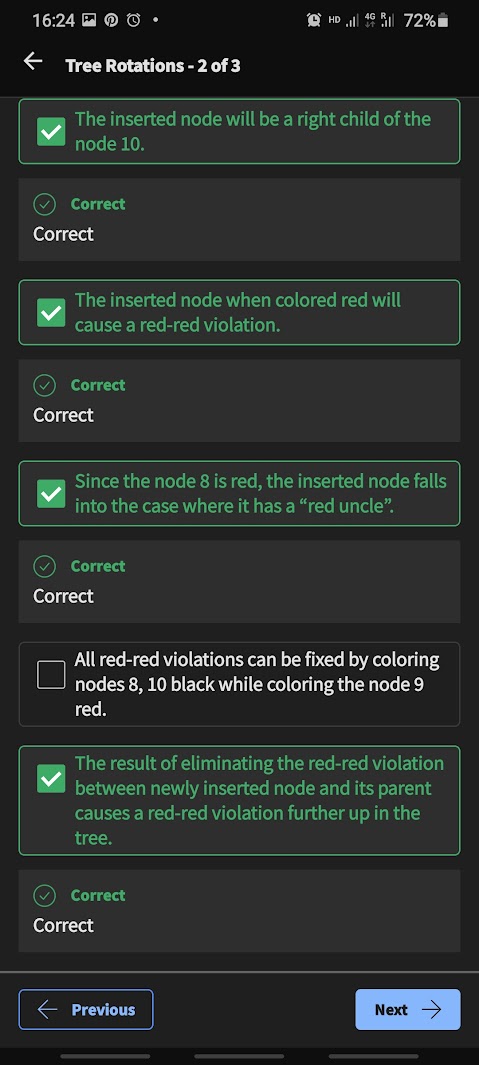 16:24
HD 4G R 72%
Tree Rotations - 2 of 3
The inserted node will be a right child of the
node 10.
Correct
Correct
The inserted node when colored red will
cause a red-red violation.
Correct
Correct
Since the node 8 is red, the inserted node falls
into the case where it has a “red uncle”.
Correct
Correct
All red-red violations can be fixed by coloring
nodes 8, 10 black while coloring the node 9
red.
The result of eliminating the red-red violation
between newly inserted node and its parent
causes a red-red violation further up in the
tree.
Correct
Correct
Previous
Next